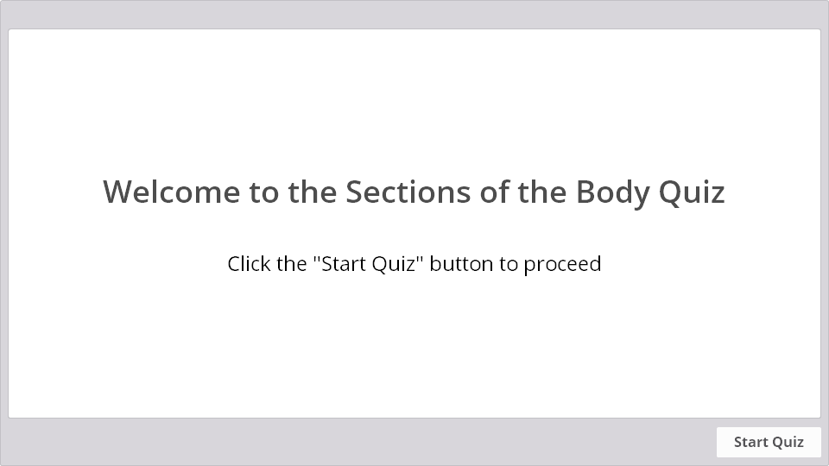 Welcome to the Sections of the Body Quiz
Click the "Start Quiz" button to proceed
Start Quiz